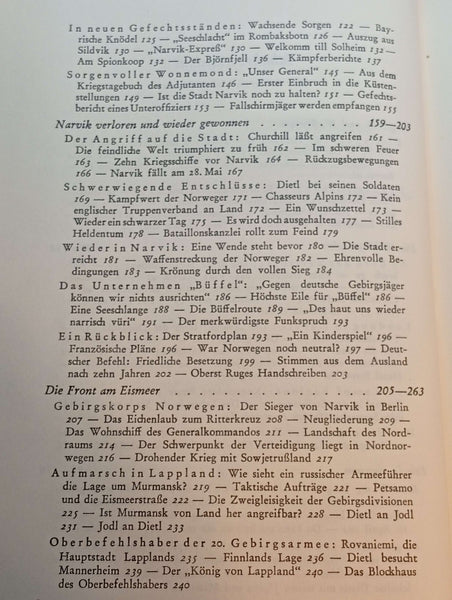 In neuen Gefechtsständen: Wachsende Sorgen 122 — Bay-
rische Knödel 125 — „Seeschlacht“ im Rombaksbotn 126 — Auszug aus
Sildvik 130 — „Narvik-Expreß“ 130 — Welkomm till Solheim 132 —
Am Spionkoop 132 — Der Björnfjell 136 — Kämpferberichte 137
Sorgenvoller Wonnemond: „Unser General“ 145 — Aus dem
Kriegstagebuch des Adjutanten 146 — Erster Einbruch in die Küsten-
stellungen 149 — Ist die Stadt Narvik noch zu halten? 151 — Gefechts-
bericht eines Unteroffiziers 153 — Fallschirmjäger werden empfangen 155
Narvik verloren und wieder gewonnen . . . . . . . . . 159—203
Der Angriff auf die Stadt: Churchill läßt angreifen 161 —
Die feindliche Welt triumphiert zu früh 162 — Im schweren Feuer
163 — Zehn Kriegsschiffe vor Narvik 164 — Rückzugsbewegungen
166 — Narvik fällt am 28. Mai 167
Schwerwiegende Entschlüsse: Dietl bei seinen Soldaten
169 — Kampfwert der Norweger 171 — Chasseurs Alpins 172 — Kein
englischer Truppenverband an Land 172 — Ein Wunschzettel 173 —
Wieder ein schwarzer Tag 175 — Es wird doch ausgehalten 177 — Stilles
Heldentum 178 — Bataillonskanzlei rollt zum Feind 179
Wieder in Narvik: Eine Wende steht bevor 180 — Die Stadt er-
reicht 181 — Waffenstreckung der Norweger 182 — Ehrenvolle Be-
dingungen 183 — Krönung durch den vollen Sieg 184
Das Unternehmen „Büffel“: „Gegen deutsche Gebirgsjäger
können wir nichts ausrichten“ 186 — Höchste Eile für „Büffel“ 186 —
Eine Seeschlange 188 — Die Büffelroute 189 — „Des haut uns wieder
narrisch vüri“ 191 — Der merkwürdigste Funkspruch 193
Ein Rückblick: Der Stratfordplan 193 — „Ein Kinderspiel“ 196 —
Französische Pläne 196 — War Norwegen noch neutral? 197 — Deut-
scher Befehl: Friedliche Besetzung 199 — Stimmen aus dem Ausland
nach zehn Jahren 202 — Oberst Ruges Handschreiben 203
Die Front am Eismeer . . . . . . . . . . . . . 205—263
Gebirgskorps Norwegen: Der Sieger von Narvik in Berlin
207 — Das Eichenlaub zum Ritterkreuz 208 — Neugliederung 209 —
Das Wohnschiff des Generalkommandos 211 — Landschaft des Nord-
raums 214 — Der Schwerpunkt der Verteidigung liegt in Nordnor-
wegen 216 — Drohender Krieg mit Sowjetrußland 217
Aufmarsch in Lappland: Wie sieht ein russischer Armeeführer
die Lage um Murmansk? 219 — Taktische Aufträge 221 — Petsamo
und die Eismeerstraße 222 — Die Zweigleisigkeit der Gebirgsdivisionen
225 — Ist Murmansk von Land her angreifbar? 228 — Dietl an Jodl
231 — Jodl an Dietl 233
Oberbefehlshaber der 20. Gebirgsarmee: Rovaniemi, die
Hauptstadt Lapplands 235 — Finnlands Lage 236 — Dietl besucht
Mannerheim 239 — Der „König von Lappland“ 240 — Das Blockhaus
des Oberbefehlshabers 240